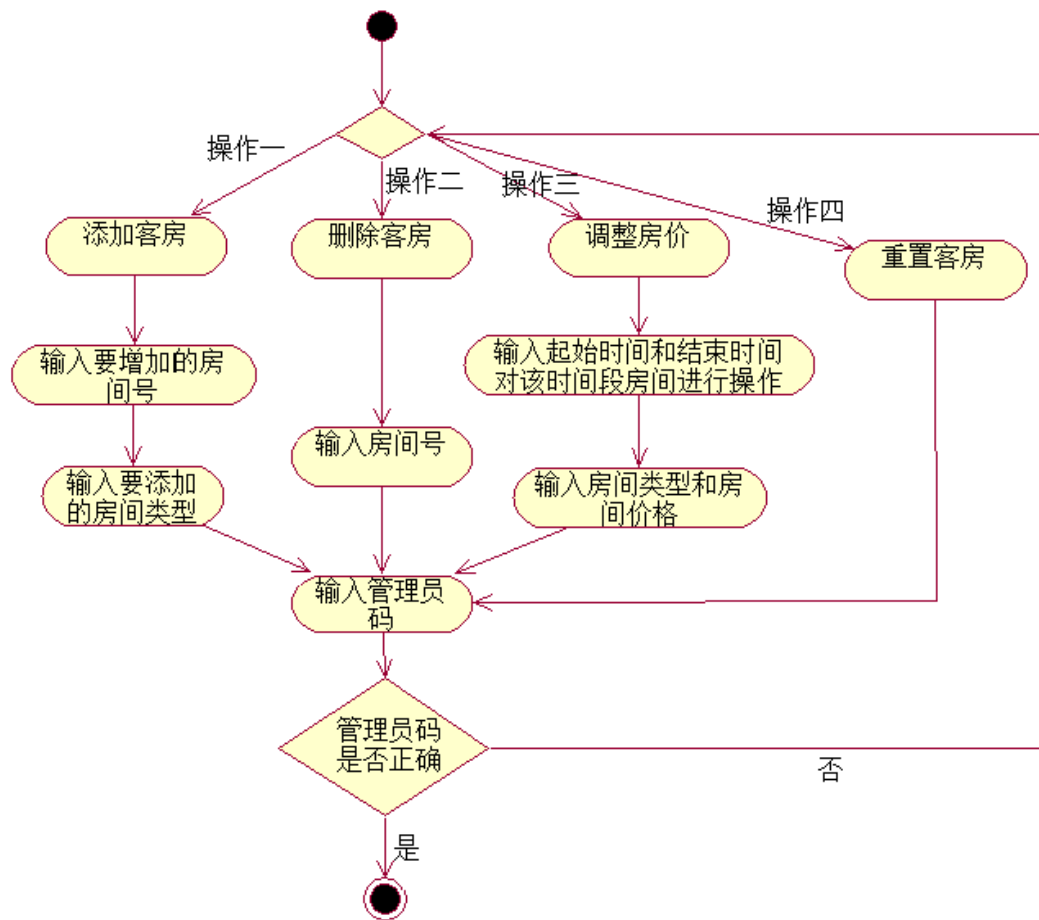 操作一
操作二
操作三
操作四
添加客房
删除客房
调整房价
重置客房
输入要增加的房
间号
输入起始时间和结束时间
对该时间段房间进行操作
输入房间号
输入要添加
的房间类型
输入房间类型和房
间价格
输入管理员
码
管理员码
是否正确
否
是